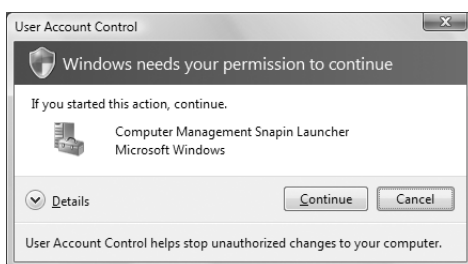 User Account Control
Windows needs your permission to continue
If you started this action, continue.
Computer Management Snapin Launcher
Microsoft Windows
Details
Continue
Cancel
User Account Control helps stop unauthorized changes to your computer.